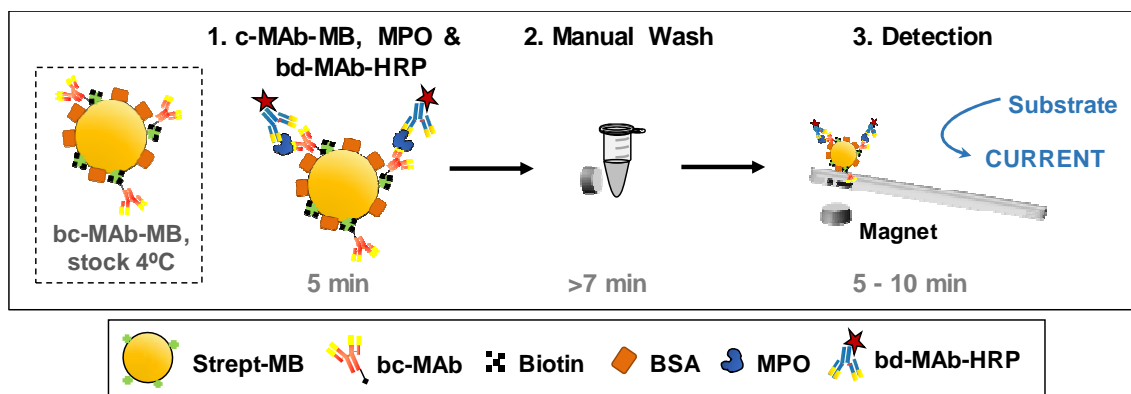 1. c-MAb-MB, MPO &
bd-MAb-HRP
2. Manual Wash
3. Detection
bc-MAb-MB,
stock 4ºC
Substrate
CURRENT
Magnet
5 min
>7 min
5 - 10 min
Strept-MB
bc-MAb
Biotin
BSA
MPO
bd-MAb-HRP